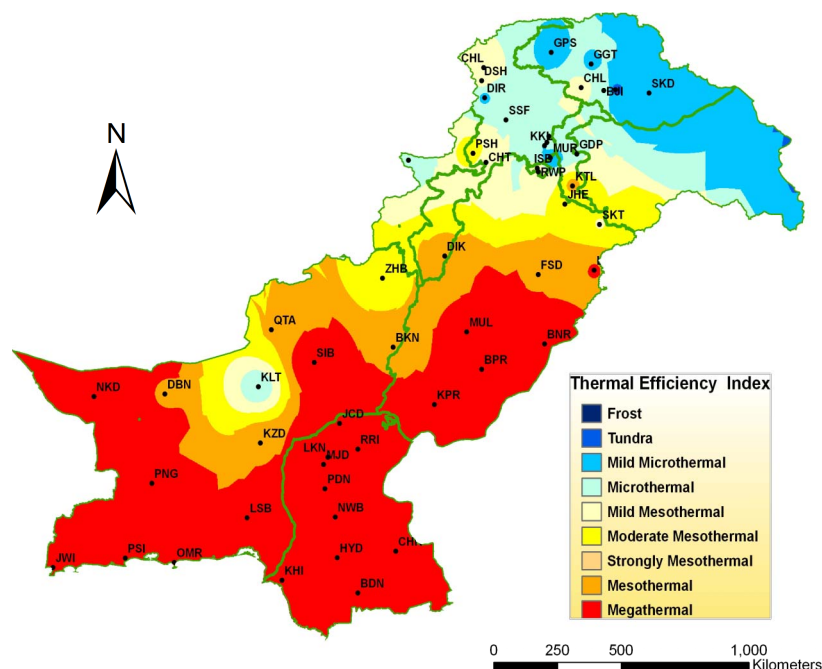 N
GPS
CHL
GGT
DSH
CHL
DIR
BUI
SKD
SSF
KKL
MUR
GDP
PSH
CHT
ISB
RWP
KTL
JHE
SKT
DIK
ZHB
FSD
L
QTA
MUL
BNR
SIB
BKN
BPR
KLT
NKD
DBN
KPR
JCD
KZD
LKN
RRI
MJD
PNG
PDN
LSB
NWB
HYD
PSI
OMR
JWI
KHI
BDN
Thermal Efficiency Index
Frost
Tundra
Mild Microthermal
Microthermal
Mild Mesothermal
Moderate Mesothermal
Strongly Mesothermal
Mesothermal
Megathermal
0 250 500 1,000
Kilometers